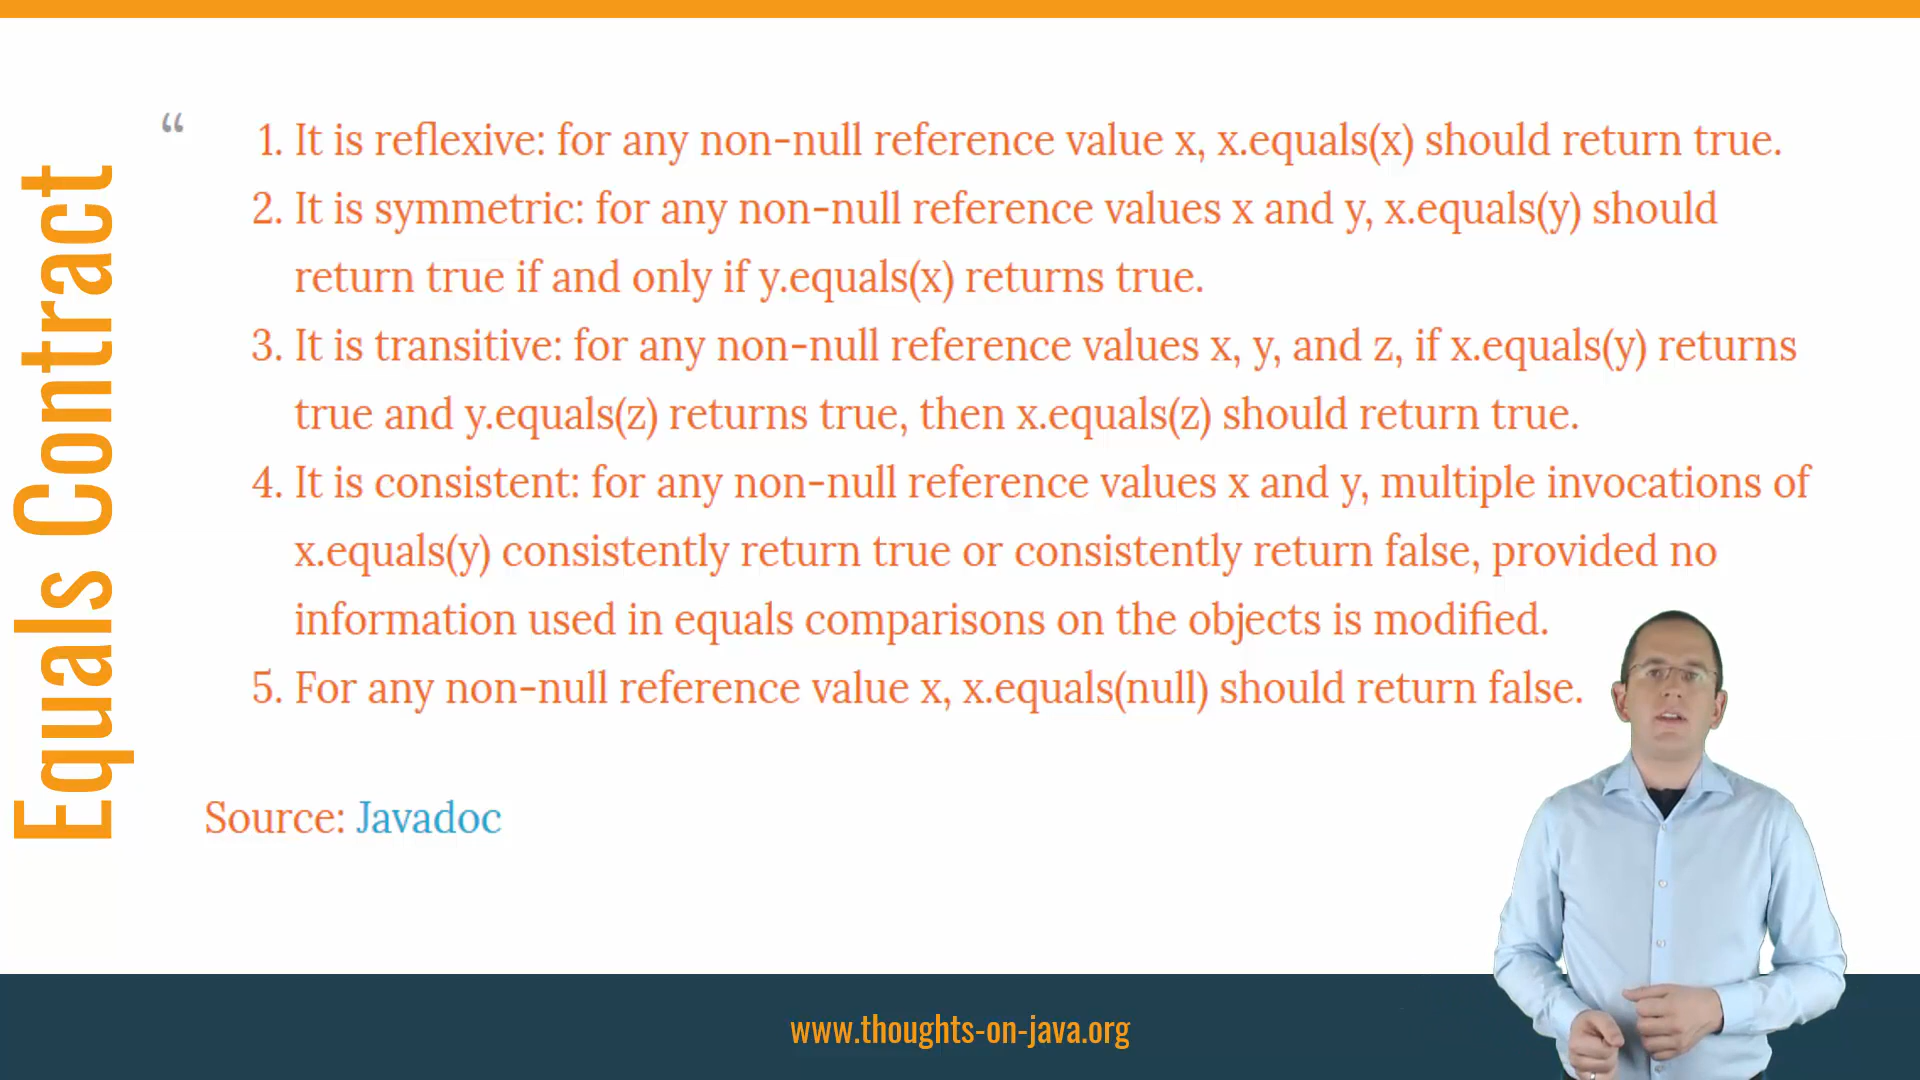 Equals Contract
“
1. It is reflexive: for any non-null reference value x, x.equals(x) should return true.
2. It is symmetric: for any non-null reference values x and y, x.equals(y) should
return true if and only if y.equals(x) returns true.
3. It is transitive: for any non-null reference values x, y, and z, if x.equals(y) returns
true and y.equals(z) returns true, then x.equals(z) should return true.
4. It is consistent: for any non-null reference values x and y, multiple invocations of
x.equals(y) consistently return true or consistently return false, provided no
information used in equals comparisons on the objects is modified.
5. For any non-null reference value x, x.equals(null) should return false.
Source: Javadoc
www.thoughts-on-java.org